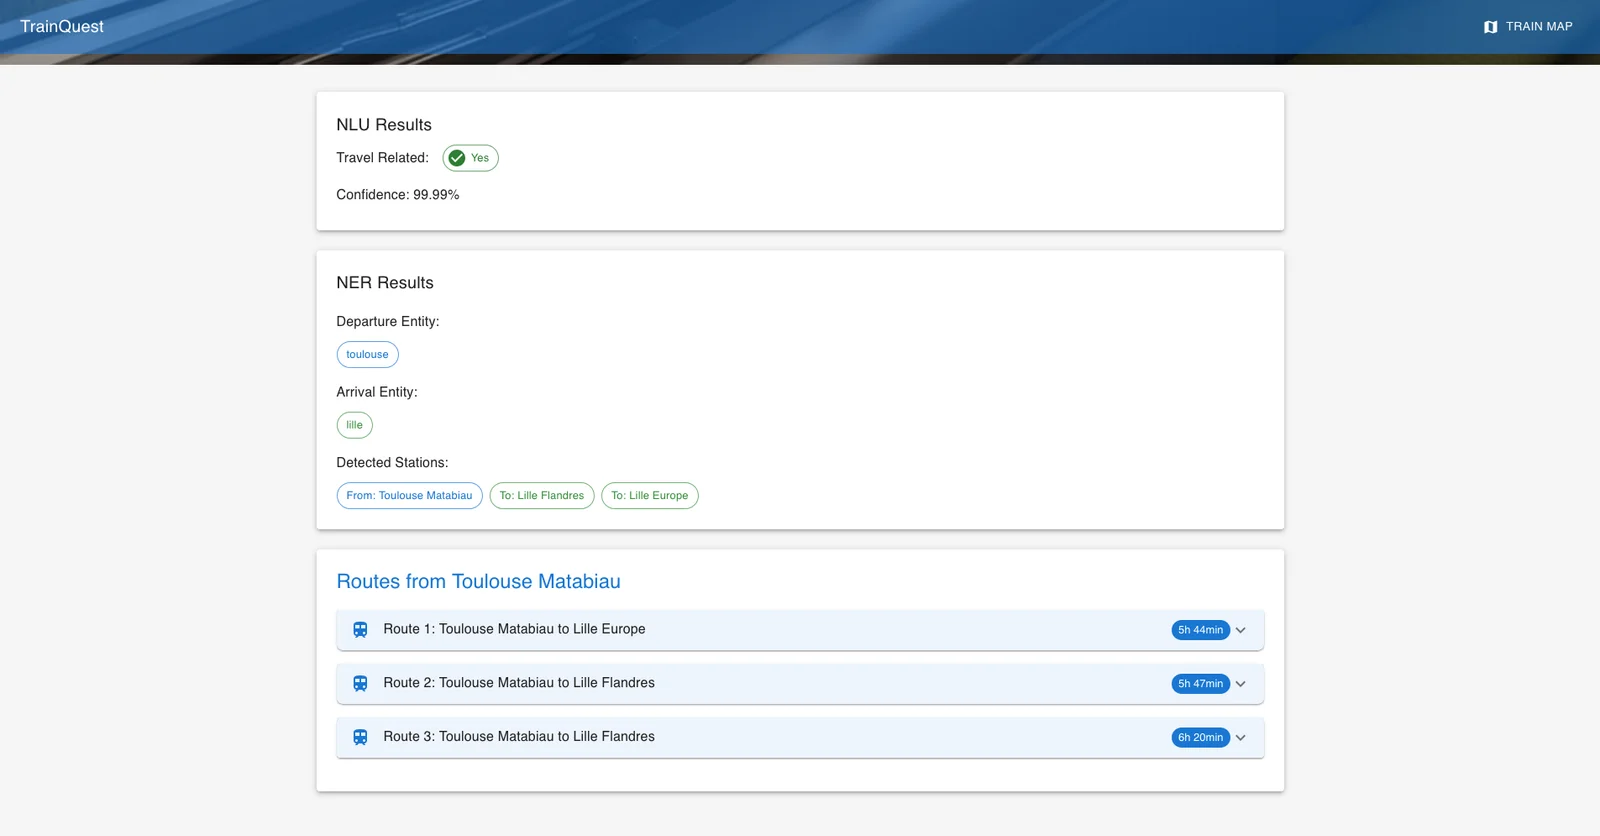 TrainQuest
TRAIN MAP
NLU Results
Travel Related: Yes
Confidence: 99.99%
NER Results
Departure Entity:
toulouse
Arrival Entity:
lille
Detected Stations:
From: Toulouse Matabiau To: Lille Flandres To: Lille Europe
Routes from Toulouse Matabiau
Route 1: Toulouse Matabiau to Lille Europe 5h 44min
Route 2: Toulouse Matabiau to Lille Flandres 5h 47min
Route 3: Toulouse Matabiau to Lille Flandres 6h 20min